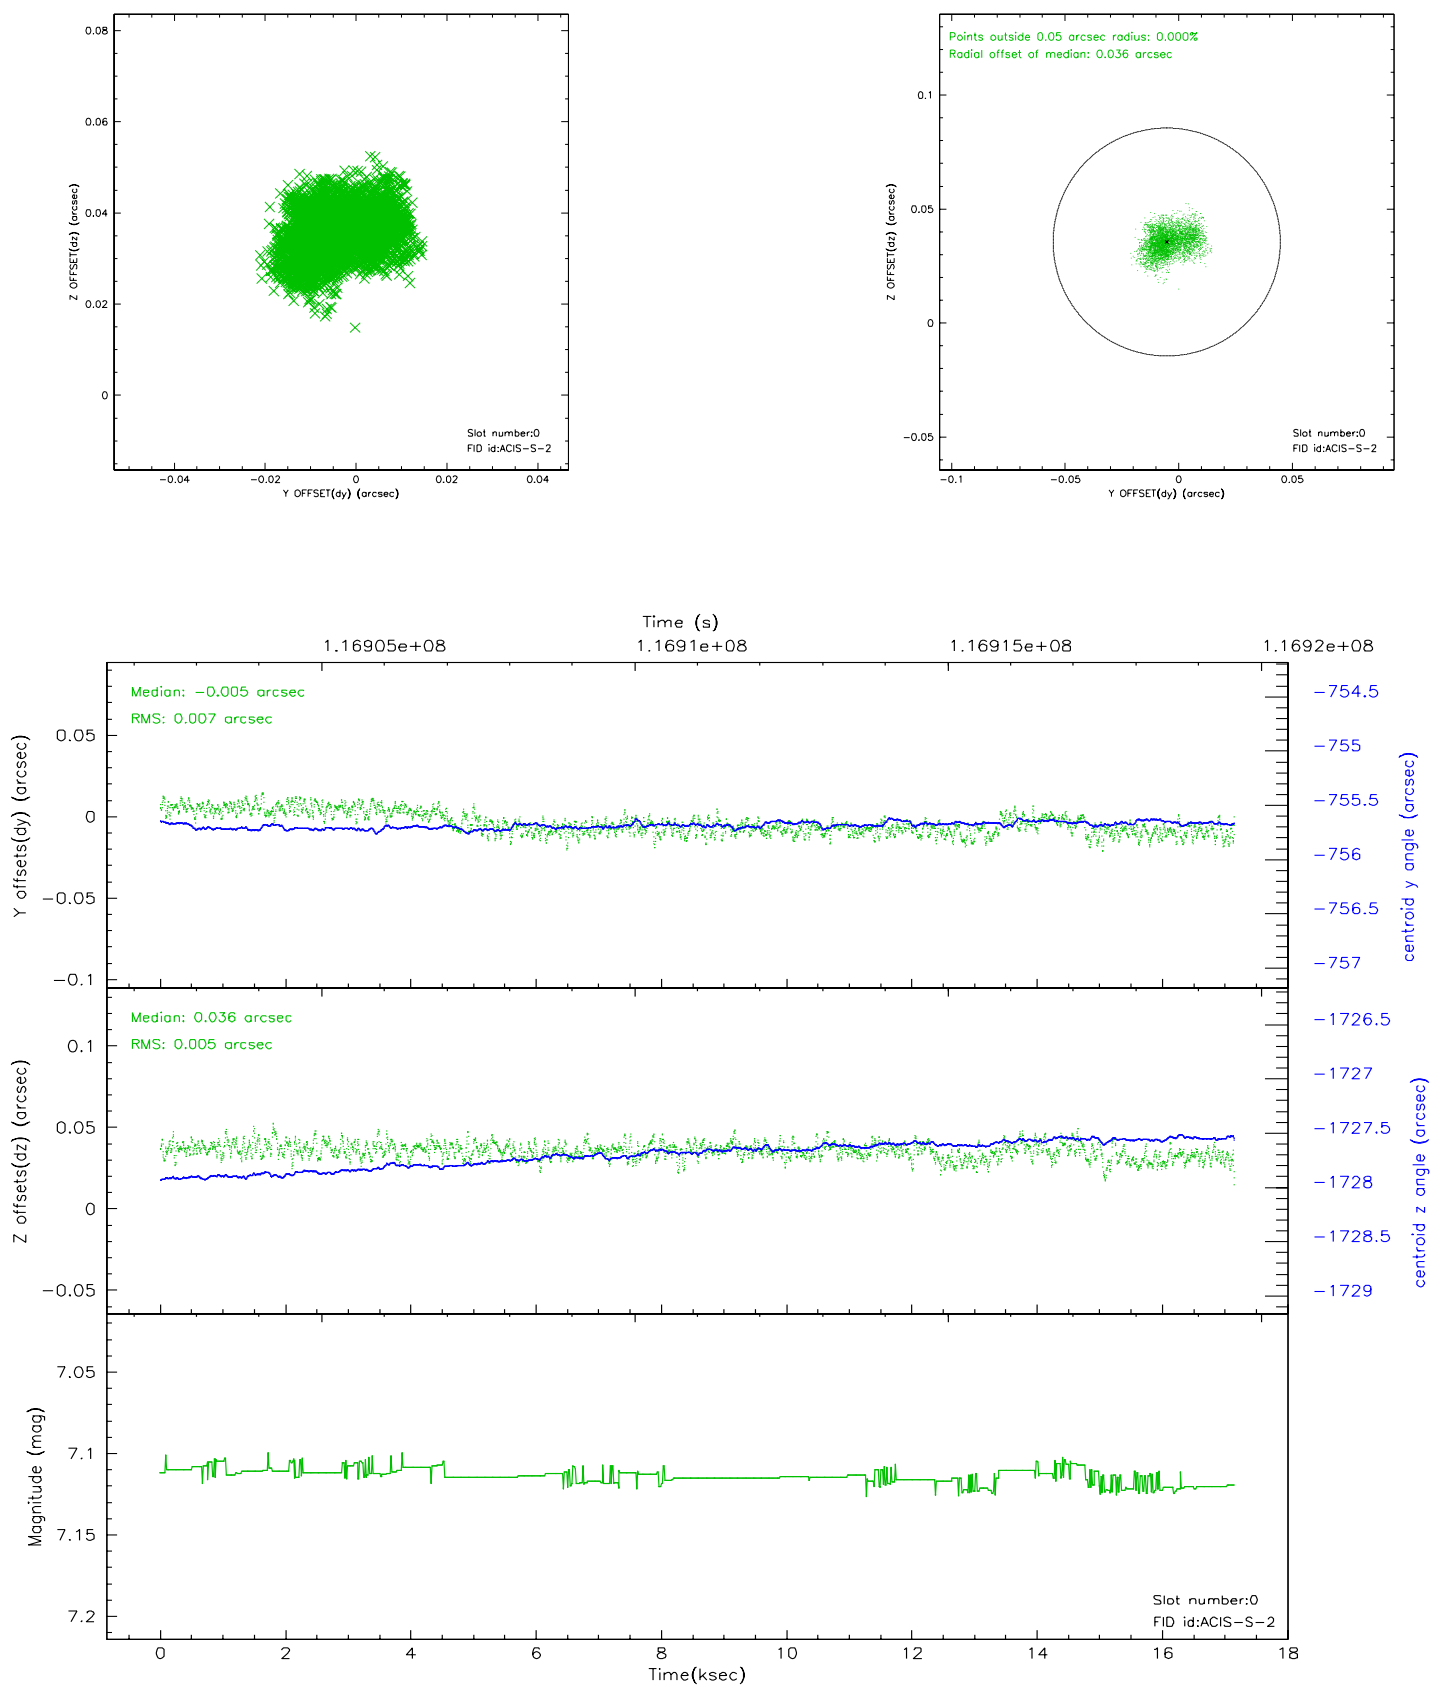 0.08
0.06
0.04
0.02
0
Z OFFSET(dz) (arcsec)
Slot number:0
FID id:ACIS-S-2
-0.04 -0.02 0 0.02 0.04
Y OFFSET(dy) (arcsec)
Points outside 0.05 arcsec radius: 0.000%
Radial offset of median: 0.036 arcsec
0.1
0.05
0
-0.05
Z OFFSET(dz) (arcsec)
Slot number:0
FID id:ACIS-S-2
-0.1 -0.05 0 0.05
Y OFFSET(dy) (arcsec)
Time (s)
1.16905e+08 1.1691e+08 1.16915e+08 1.1692e+08
Median: -0.005 arcsec
RMS: 0.007 arcsec
0.05
0
-0.05
-0.1
Y offsets(dy) (arcsec)
-754.5
-755
-755.5
-756
-756.5
-757
centroid y angle (arcsec)
Median: 0.036 arcsec
RMS: 0.005 arcsec
0.1
0.05
0
-0.05
Z offsets(dz) (arcsec)
-1726.5
-1727
-1727.5
-1728
-1728.5
-1729
centroid z angle (arcsec)
7.05
7.1
7.15
7.2
Magnitude (mag)
Slot number:0
FID id:ACIS-S-2
0 2 4 6 8 10 12 14 16 18
Time(ksec)